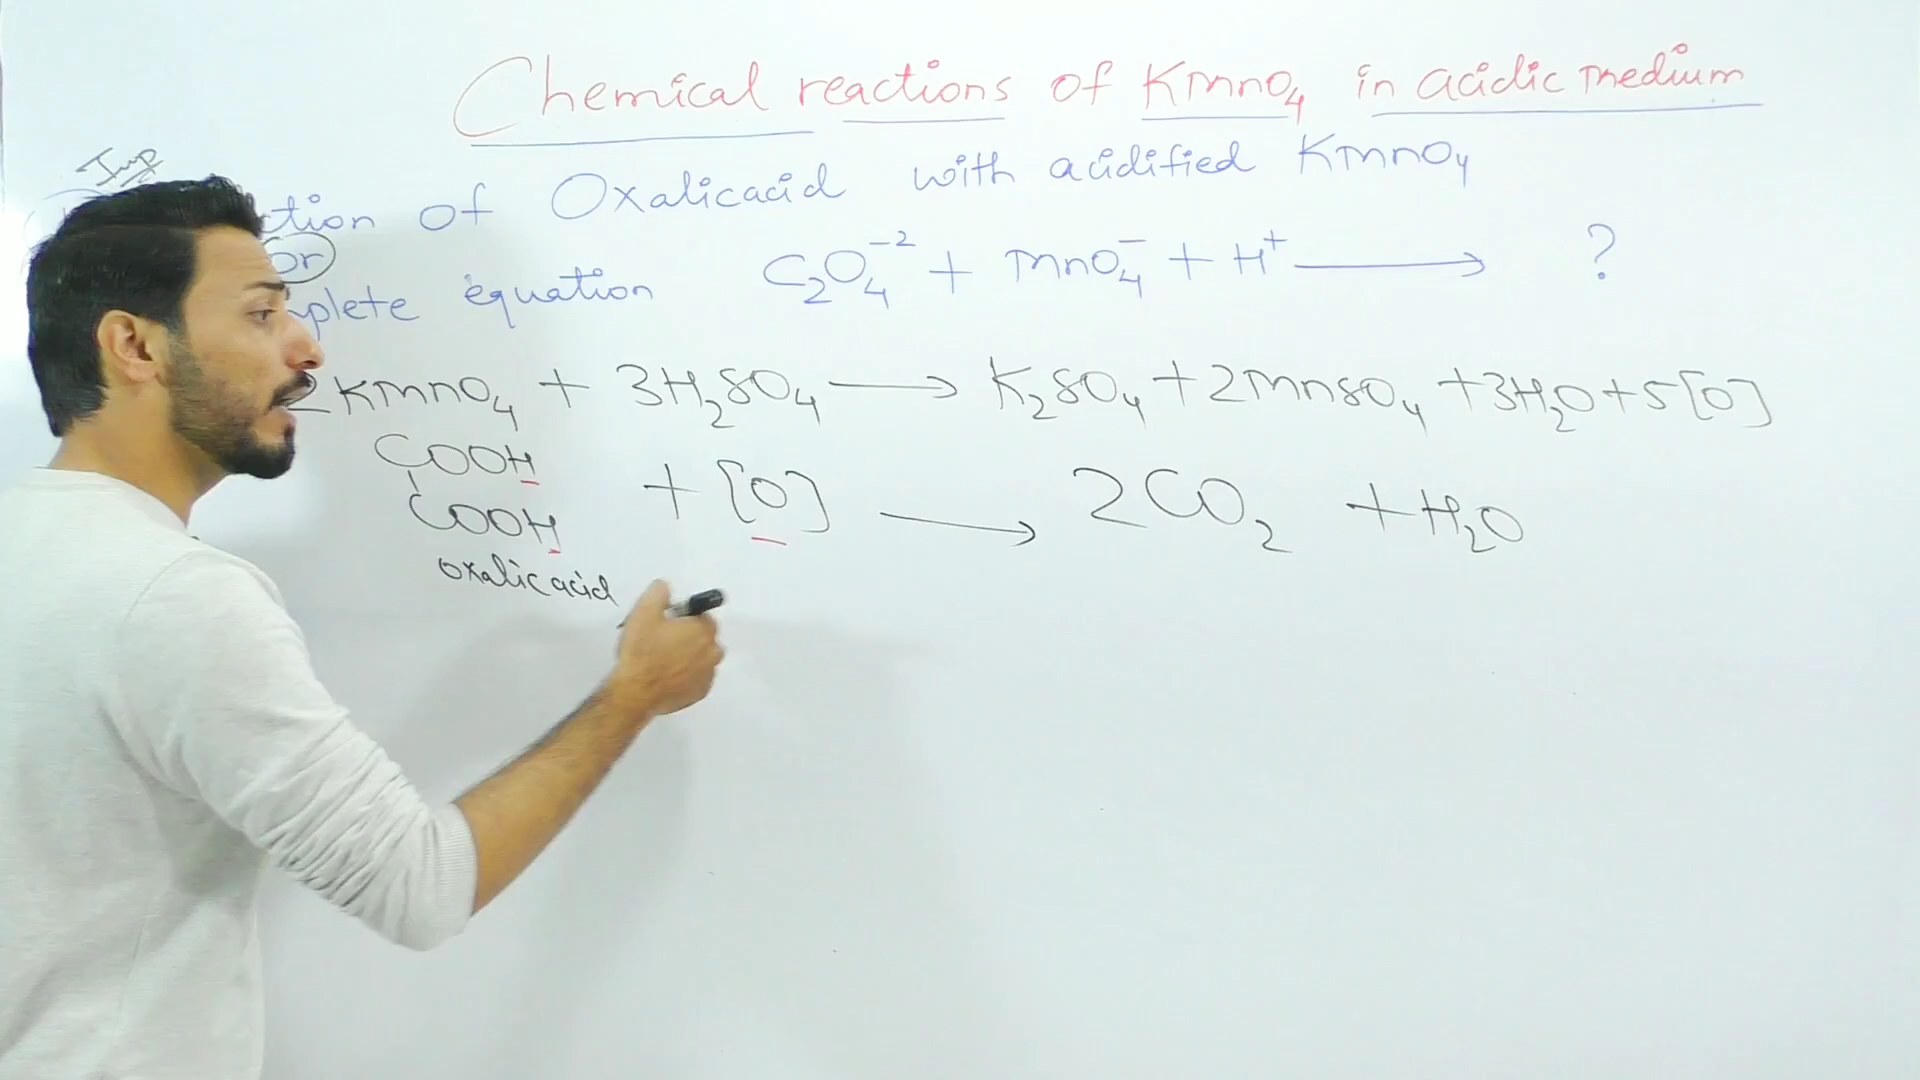 Chemical reactions of KMnO4 in acidic medium
Imp
ction of Oxalicacid with acidified KMnO4
or
plete equation C2O4^-2 + MnO4^- + H^+ ⟶ ?
2KMnO4 + 3H2SO4 ⟶ K2SO4 + 2MnSO4 + 3H2O + 5[O]
COOH
COOH + [O] ⟶ 2CO2 + H2O
oxalic acid